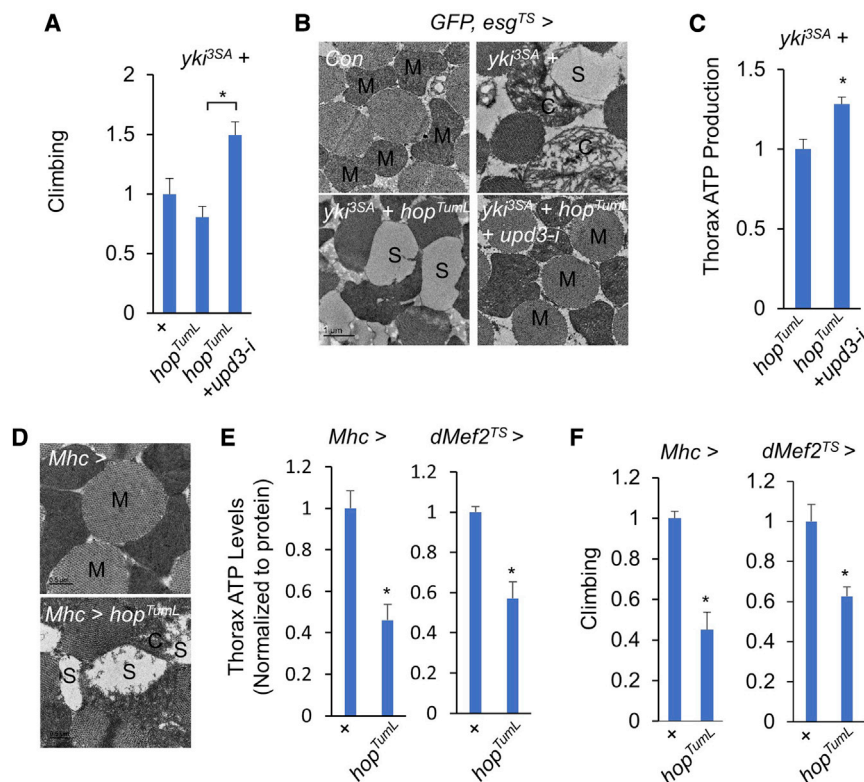 A
yki3SA +
*
2
1.5
1
0.5
0
Climbing
+
hopTumL
hopTumL
+upd3-i
B
GFP, esgTS >
Con
M
M
M
M
M
yki3SA +
S
C
C
yki3SA + hopTumL
S
S
1 µm
yki3SA + hopTumL
+ upd3-i
M
M
M
C
yki3SA +
*
1.5
1
0.5
0
Thorax ATP Production
hopTumL
hopTumL
+upd3-i
D
Mhc >
M
M
0.5 µm
Mhc > hopTumL
C
S
S
S
E
Mhc >
dMef2TS >
Thorax ATP Levels
(Normalized to protein)
1.2
1
0.8
0.6
0.4
0.2
0
*
+
hopTumL
1.2
1
0.8
0.6
0.4
0.2
0
*
+
hopTumL
F
Mhc >
dMef2TS >
Climbing
1.2
1
0.8
0.6
0.4
0.2
0
*
+
hopTumL
1.2
1
0.8
0.6
0.4
0.2
0
*
+
hopTumL